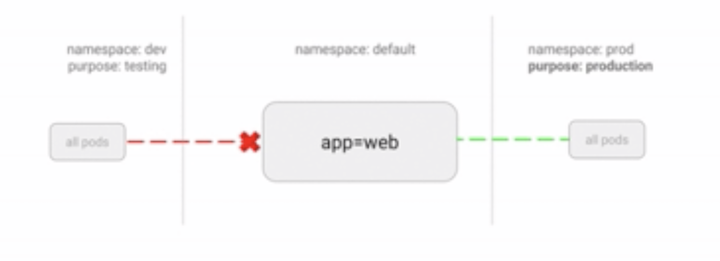 namespace: dev
purpose: testing
all pods
namespace: default
app=web
namespace: prod
purpose: production
all pods